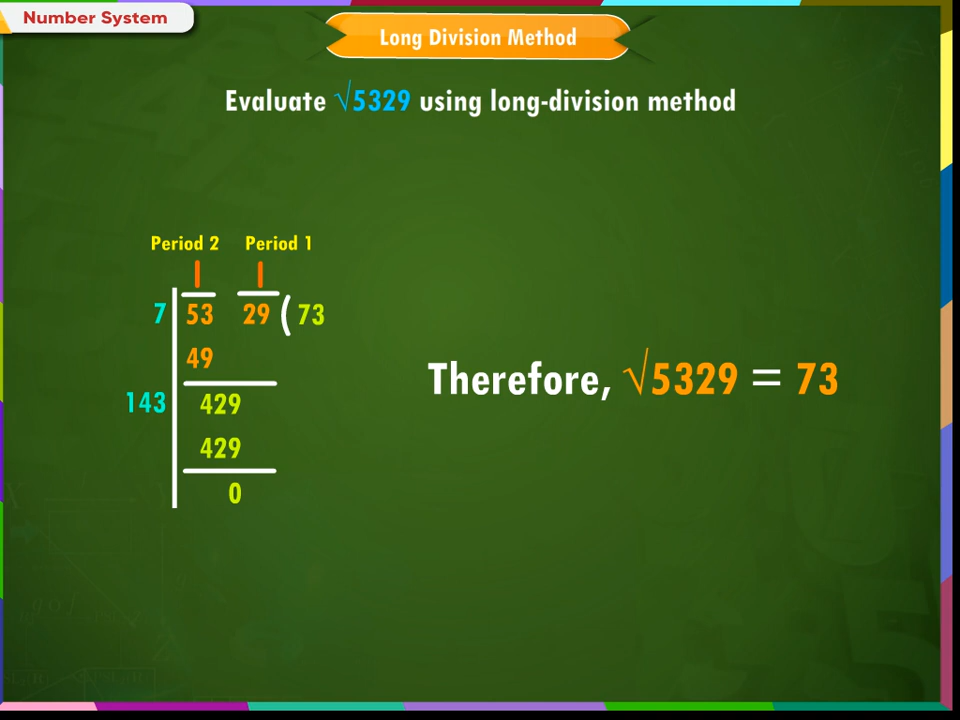 Number System
Long Division Method
Evaluate √5329 using long-division method
Period 2 Period 1
7 53 29 ( 73
49
143 429
429
0
Therefore, √5329 = 73